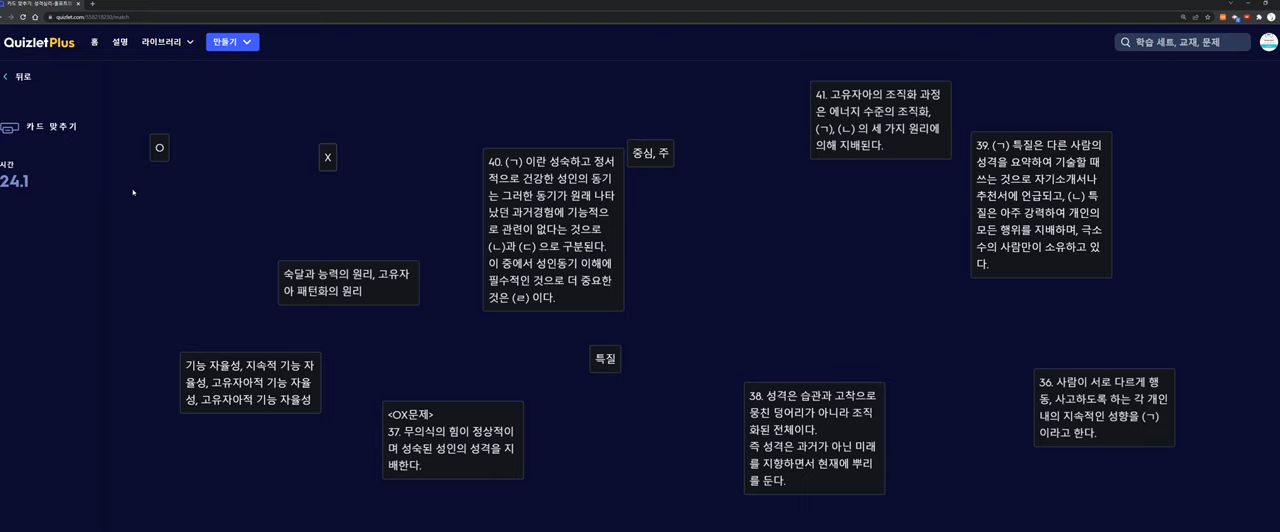 카드 맞추기: 성격심리-올포트의
quizlet.com/558218230/match
QuizletPlus
홈
설명
라이브러리
만들기
학습 세트, 교재, 문제
뒤로
카드 맞추기
시간
24.1
O
X
40. (ㄱ) 이란 성숙하고 정서
적으로 건강한 성인의 동기
는 그러한 동기가 원래 나타
났던 과거경험에 기능적으
로 관련이 없다는 것으로
(ㄴ)과 (ㄷ) 으로 구분된다.
이 중에서 성인동기 이해에
필수적인 것으로 더 중요한
것은 (ㄹ) 이다.
중심, 주
41. 고유자아의 조직화 과정
은 에너지 수준의 조직화,
(ㄱ), (ㄴ) 의 세 가지 원리에
의해 지배된다.
39. (ㄱ) 특질은 다른 사람의
성격을 요약하여 기술할 때
쓰는 것으로 자기소개서나
추천서에 언급되고, (ㄴ) 특
질은 아주 강력하여 개인의
모든 행위를 지배하며, 극소
수의 사람만이 소유하고 있
다.
숙달과 능력의 원리, 고유자
아 패턴화의 원리
기능 자율성, 지속적 기능 자
율성, 고유자아적 기능 자율
성, 고유자아적 기능 자율성
특질
<OX문제>
37. 무의식의 힘이 정상적이
며 성숙된 성인의 성격을 지
배한다.
38. 성격은 습관과 고착으로
뭉친 덩어리가 아니라 조직
화된 전체이다.
즉 성격은 과거가 아닌 미래
를 지향하면서 현재에 뿌리
를 둔다.
36. 사람이 서로 다르게 행
동, 사고하도록 하는 각 개인
내의 지속적인 성향을 (ㄱ)
이라고 한다.